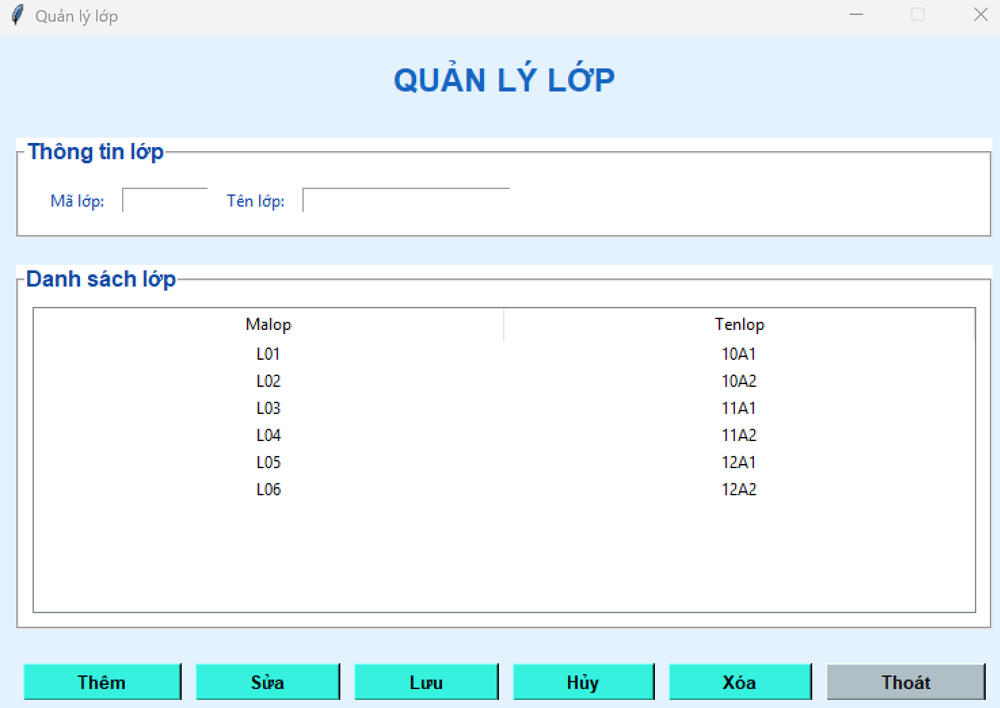 Quản lý lớp
QUẢN LÝ LỚP
Thông tin lớp
Mã lớp: Tên lớp:
Danh sách lớp
Malop Tenlop
L01 10A1
L02 10A2
L03 11A1
L04 11A2
L05 12A1
L06 12A2
Thêm Sửa Lưu Hủy Xóa Thoát